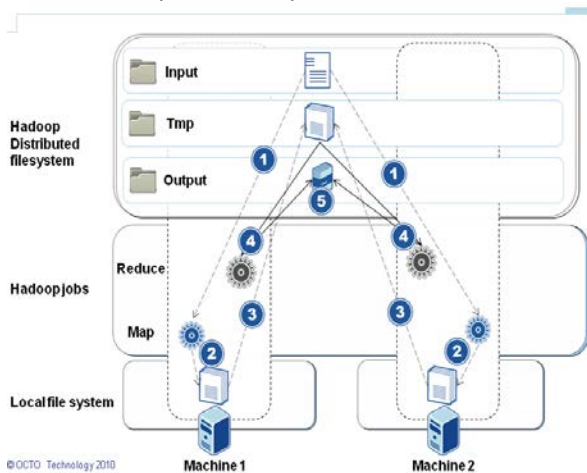 Input
Tmp
Hadoop
Distributed
filesystem
1
1
Output
5
4
4
Reduce
Hadoop jobs
3
3
Map
2
2
Local file system
©OCTO Technology 2010
Machine 1
Machine 2